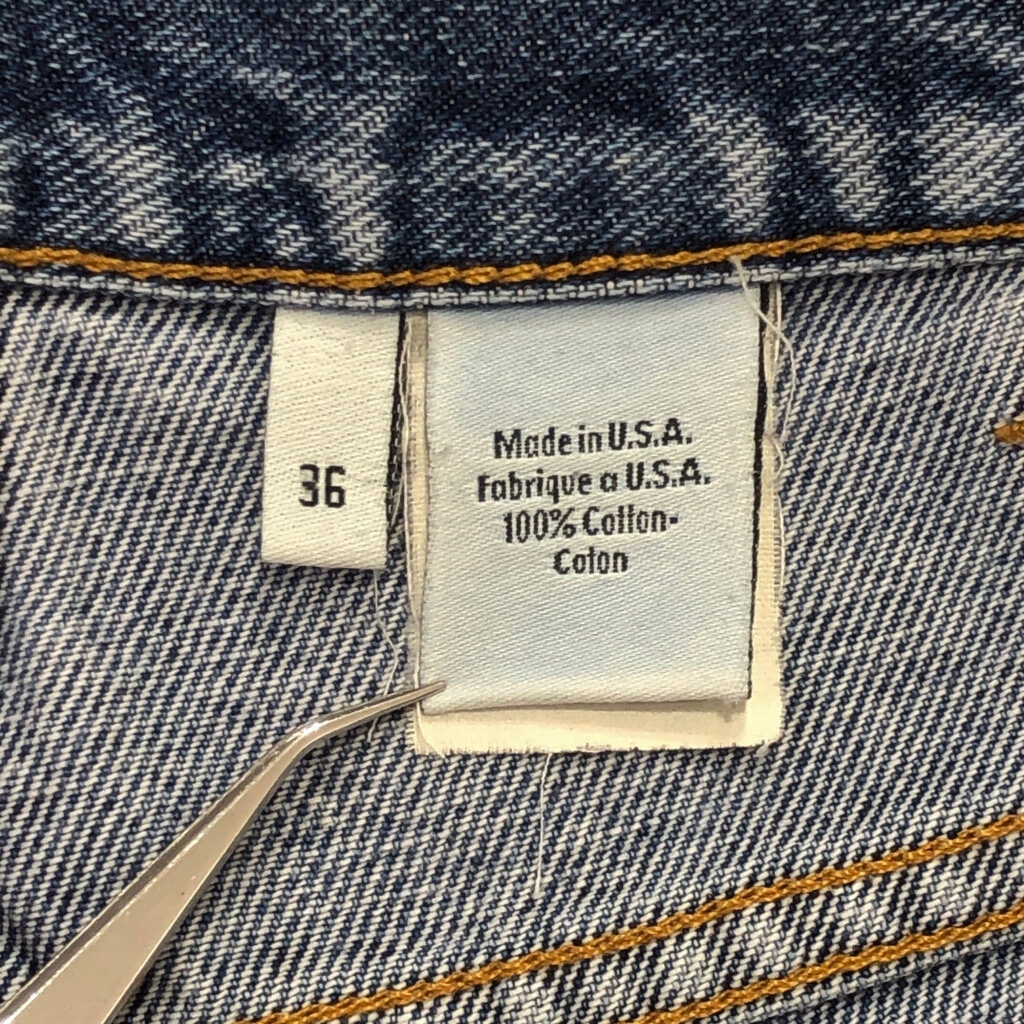 36
Made in U.S.A.
Fabrique a U.S.A.
100% Cotton-
Coton